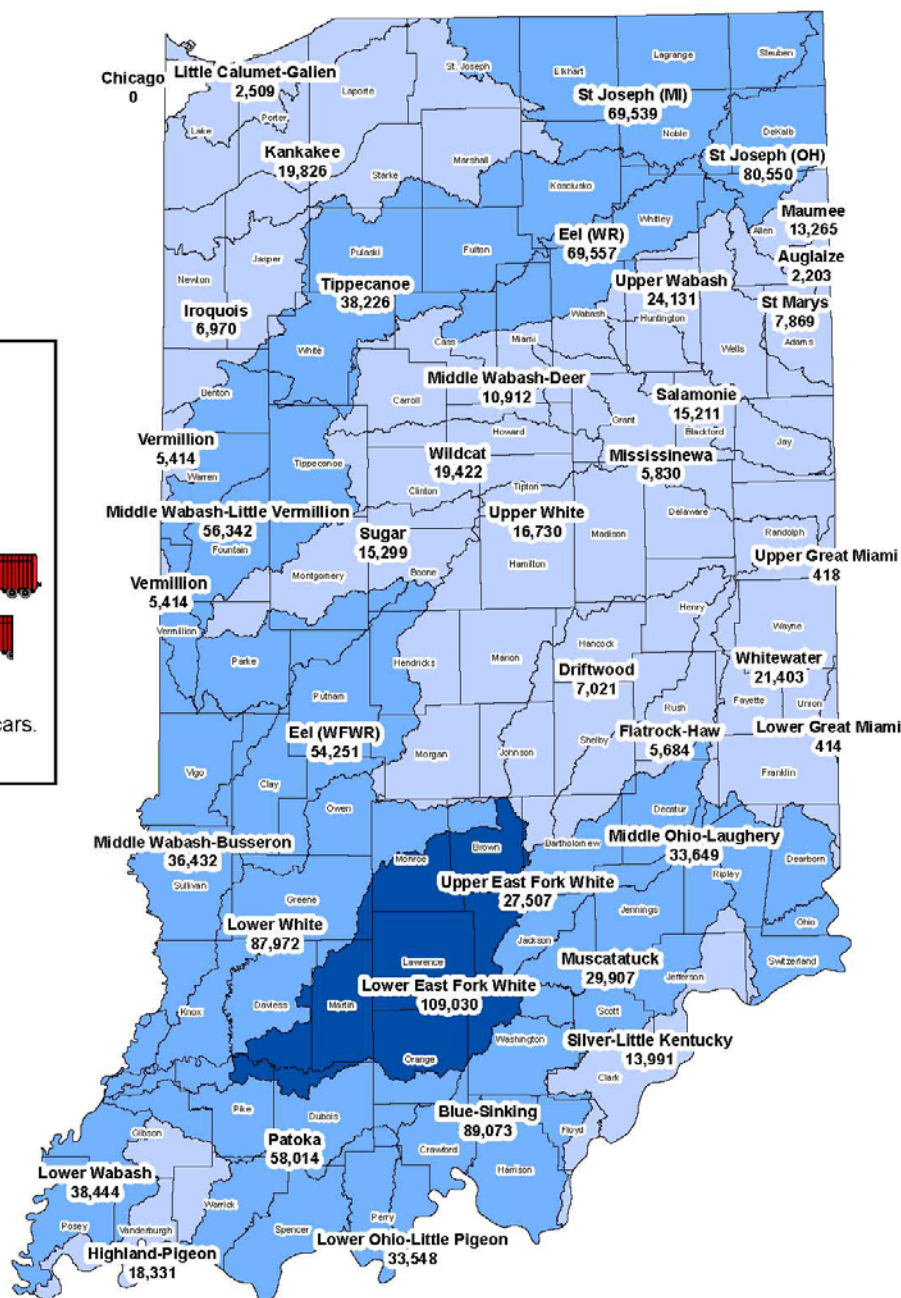 Chicago
0
Little Calumet-Galien
2,509
St. Joseph
Laporte
Elkhart
Lagrange
Steuben
Lake
Porter
St Joseph (MI)
69,539
Noble
DeKalb
St Joseph (OH)
80,550
Kankakee
19,826
Starke
Marshall
Kosciusko
Whitley
Allen
Maumee
13,265
Auglaize
2,203
Eel (WR)
69,557
Pulaski
Fulton
Jasper
Newton
Tippecanoe
38,226
Upper Wabash
24,131
St Marys
7,869
Iroquois
6,970
Wabash
Huntington
Wells
Adams
White
Cass
Miami
Benton
Middle Wabash-Deer
10,912
Carroll
Salamonie
15,211
Grant
Blackford
Jay
Vermillion
5,414
Warren
Tippecanoe
Howard
Wildcat
19,422
Mississinewa
5,830
Clinton
Tipton
Middle Wabash-Little Vermillion
56,342
Fountain
Sugar
15,299
Upper White
16,730
Madison
Delaware
Randolph
Upper Great Miami
418
Vermillion
5,414
Montgomery
Boone
Hamilton
Henry
Vermillion
Wayne
Parke
Hendricks
Marion
Hancock
Putnam
Driftwood
7,021
Whitewater
21,403
Rush
Fayette
Union
cars.
Eel (WFWR)
54,251
Morgan
Johnson
Shelby
Flatrock-Haw
5,684
Lower Great Miami
414
Franklin
Vigo
Clay
Owen
Decatur
Middle Wabash-Busseron
36,432
Sullivan
Monroe
Brown
Bartholomew
Middle Ohio-Laughery
33,649
Ripley
Dearborn
Greene
Upper East Fork White
27,507
Jennings
Ohio
Lower White
87,972
Jackson
Switzerland
Lawrence
Muscatatuck
29,907
Jefferson
Knox
Daviess
Martin
Lower East Fork White
109,030
Scott
Washington
Silver-Little Kentucky
13,991
Orange
Clark
Pike
Dubois
Blue-Sinking
89,073
Floyd
Gibson
Patoka
58,014
Crawford
Harrison
Lower Wabash
38,444
Warrick
Posey
Vanderburgh
Spencer
Perry
Lower Ohio-Little Pigeon
33,548
Highland-Pigeon
18,331